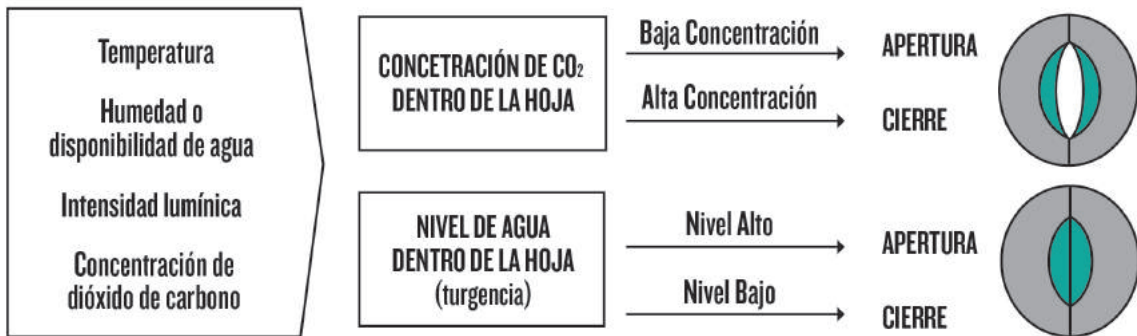 Temperatura
Humedad o
disponibilidad de agua
Intensidad lumínica
Concentración de
dióxido de carbono
CONCETRACIÓN DE CO₂
DENTRO DE LA HOJA
Baja Concentración
APERTURA
Alta Concentración
CIERRE
NIVEL DE AGUA
DENTRO DE LA HOJA
(turgencia)
Nivel Alto
APERTURA
Nivel Bajo
CIERRE